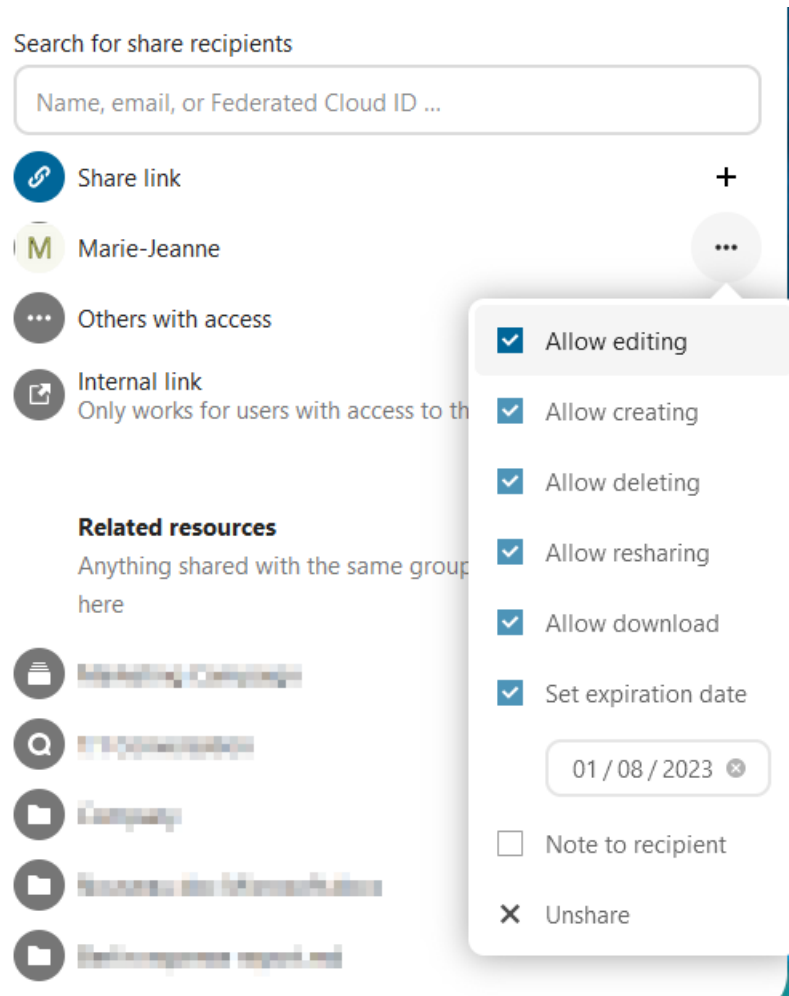 Search for share recipients
Name, email, or Federated Cloud ID ...
Share link
M Marie-Jeanne
Others with access
Internal link
Only works for users with access to th
Related resources
Anything shared with the same group
here
Allow editing
Allow creating
Allow deleting
Allow resharing
Allow download
Set expiration date
01 / 08 / 2023
Note to recipient
Unshare